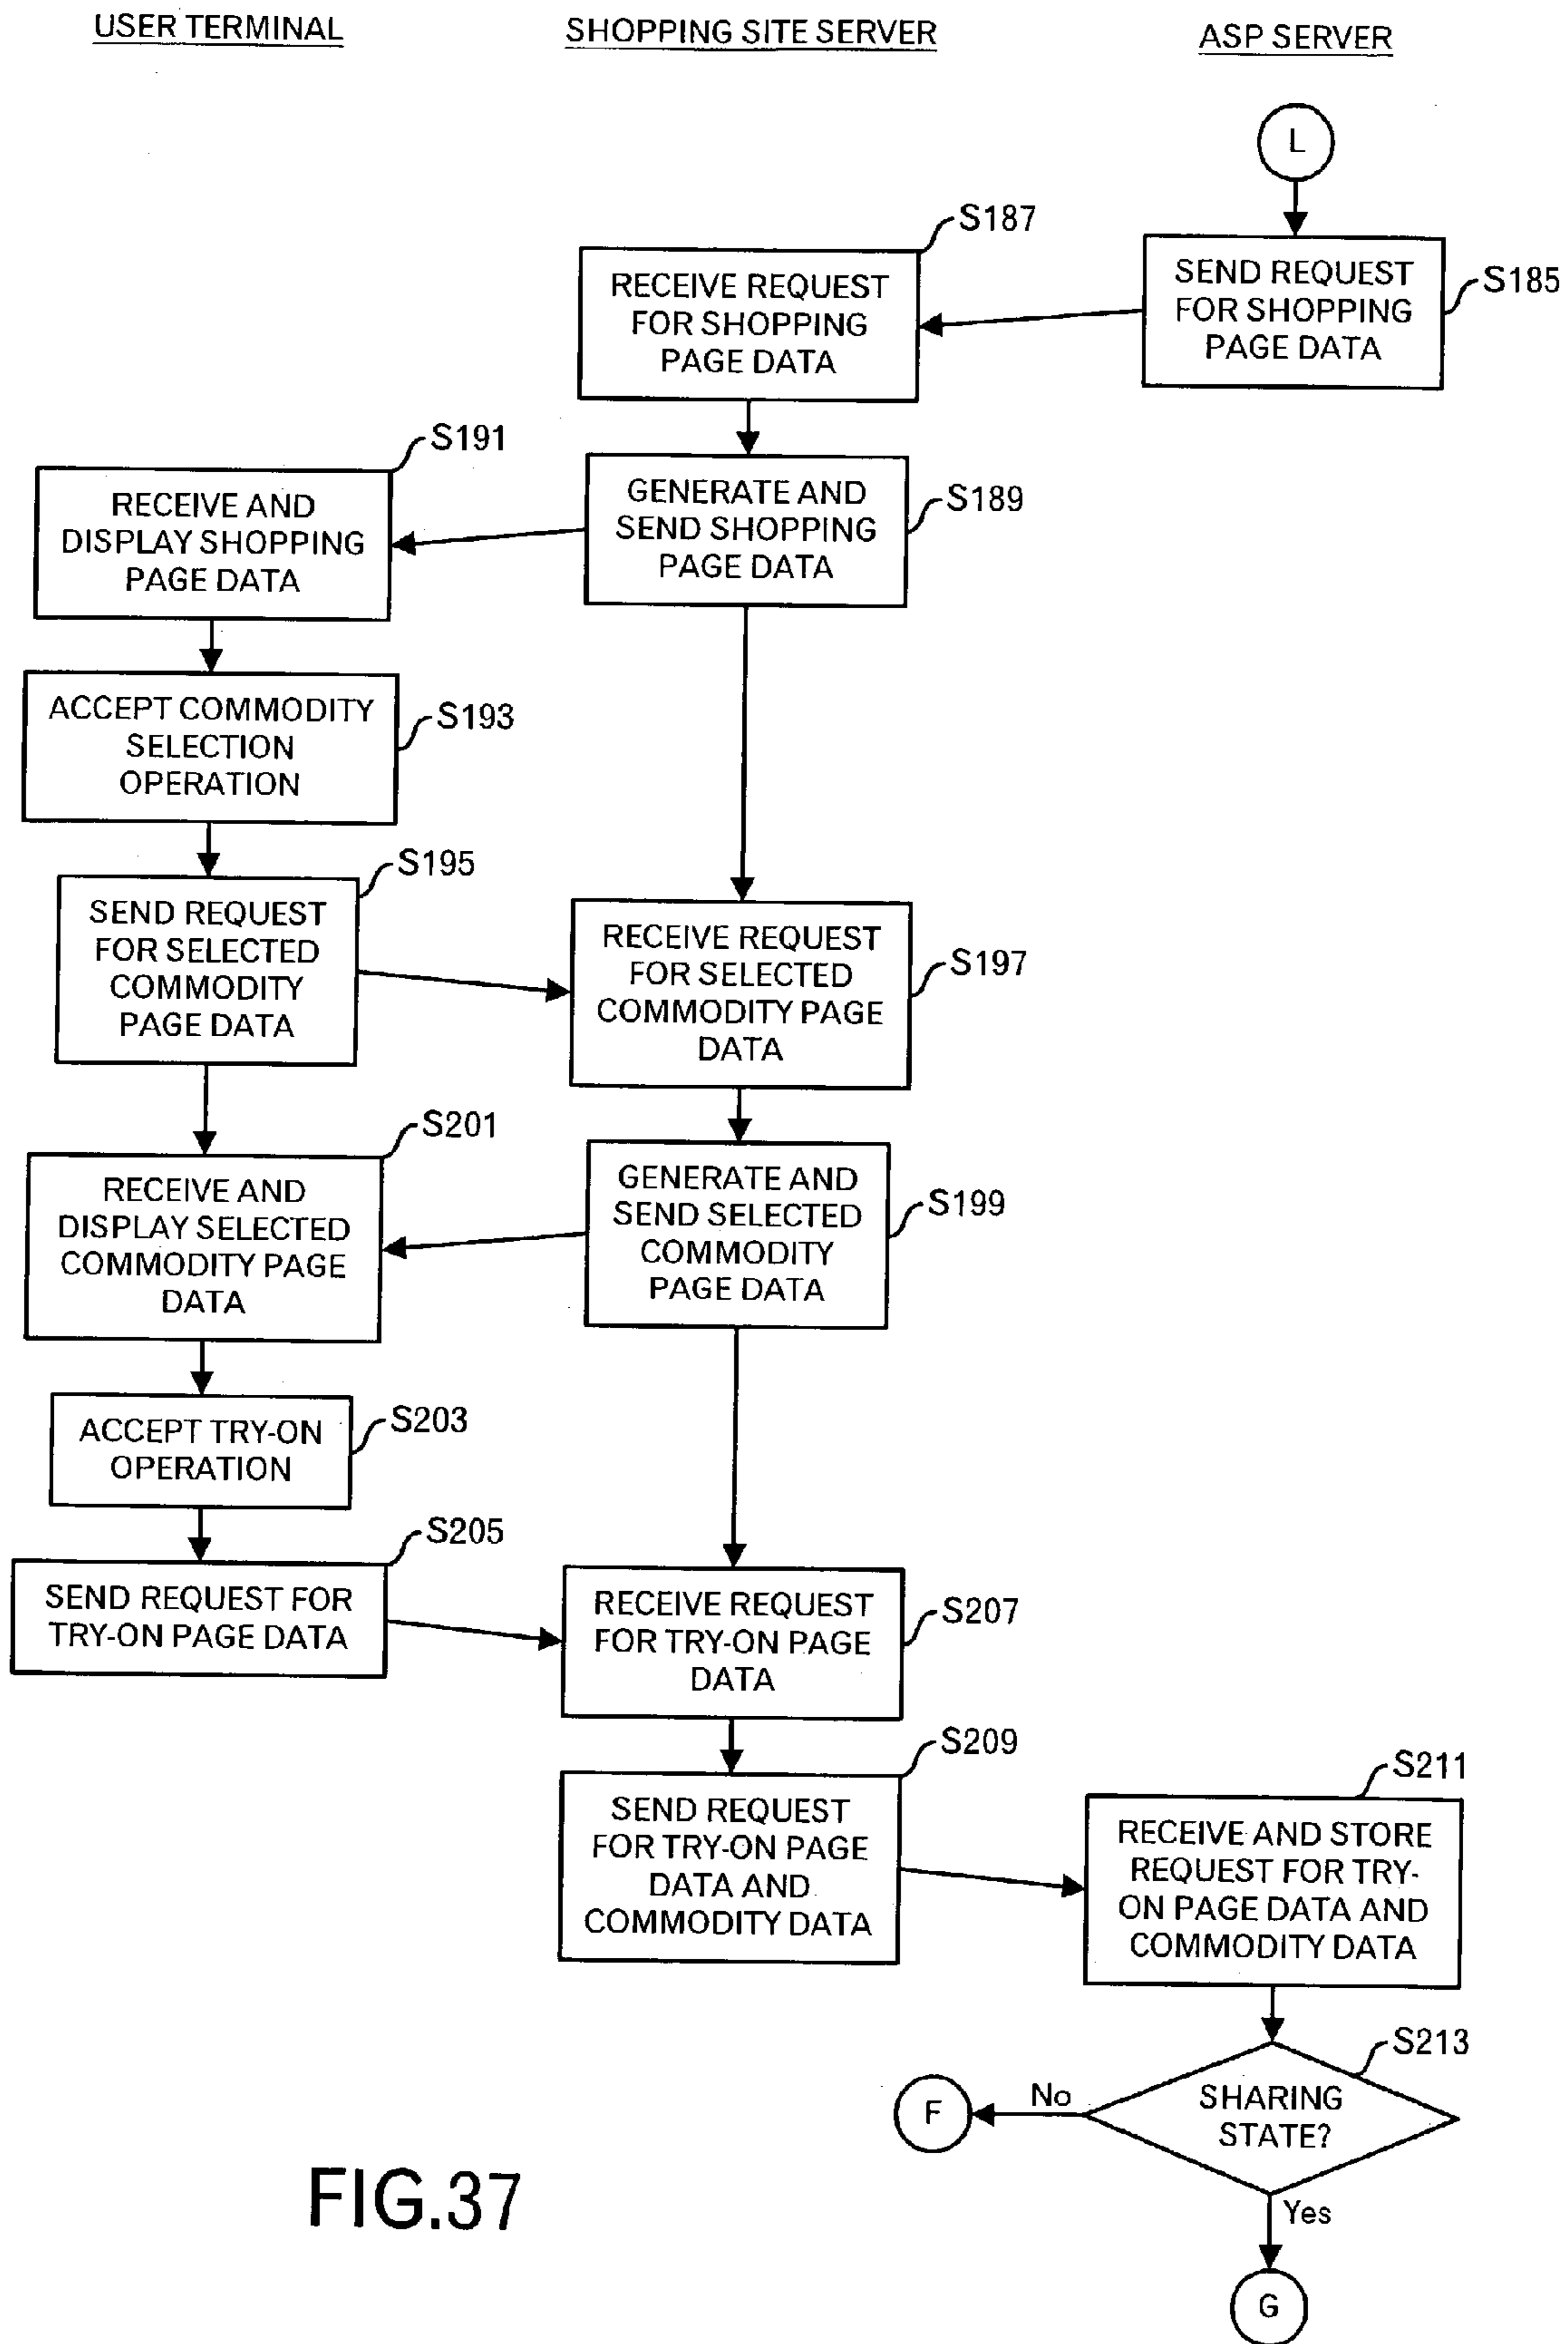 USER TERMINAL
SHOPPING SITE SERVER
ASP SERVER
L
S187
RECEIVE REQUEST
FOR SHOPPING
PAGE DATA
SEND REQUEST
FOR SHOPPING
PAGE DATA
S185
S191
RECEIVE AND
DISPLAY SHOPPING
PAGE DATA
GENERATE AND
SEND SHOPPING
PAGE DATA
S189
ACCEPT COMMODITY
SELECTION
OPERATION
S193
S195
SEND REQUEST
FOR SELECTED
COMMODITY
PAGE DATA
RECEIVE REQUEST
FOR SELECTED
COMMODITY PAGE
DATA
S197
S201
RECEIVE AND
DISPLAY SELECTED
COMMODITY PAGE
DATA
GENERATE AND
SEND SELECTED
COMMODITY
PAGE DATA
S199
ACCEPT TRY-ON
OPERATION
S203
S205
SEND REQUEST FOR
TRY-ON PAGE DATA
RECEIVE REQUEST
FOR TRY-ON PAGE
DATA
S207
S209
SEND REQUEST
FOR TRY-ON PAGE
DATA AND
COMMODITY DATA
S211
RECEIVE AND STORE
REQUEST FOR TRY-
ON PAGE DATA AND
COMMODITY DATA
S213
SHARING
STATE?
No
F
Yes
G
FIG.37